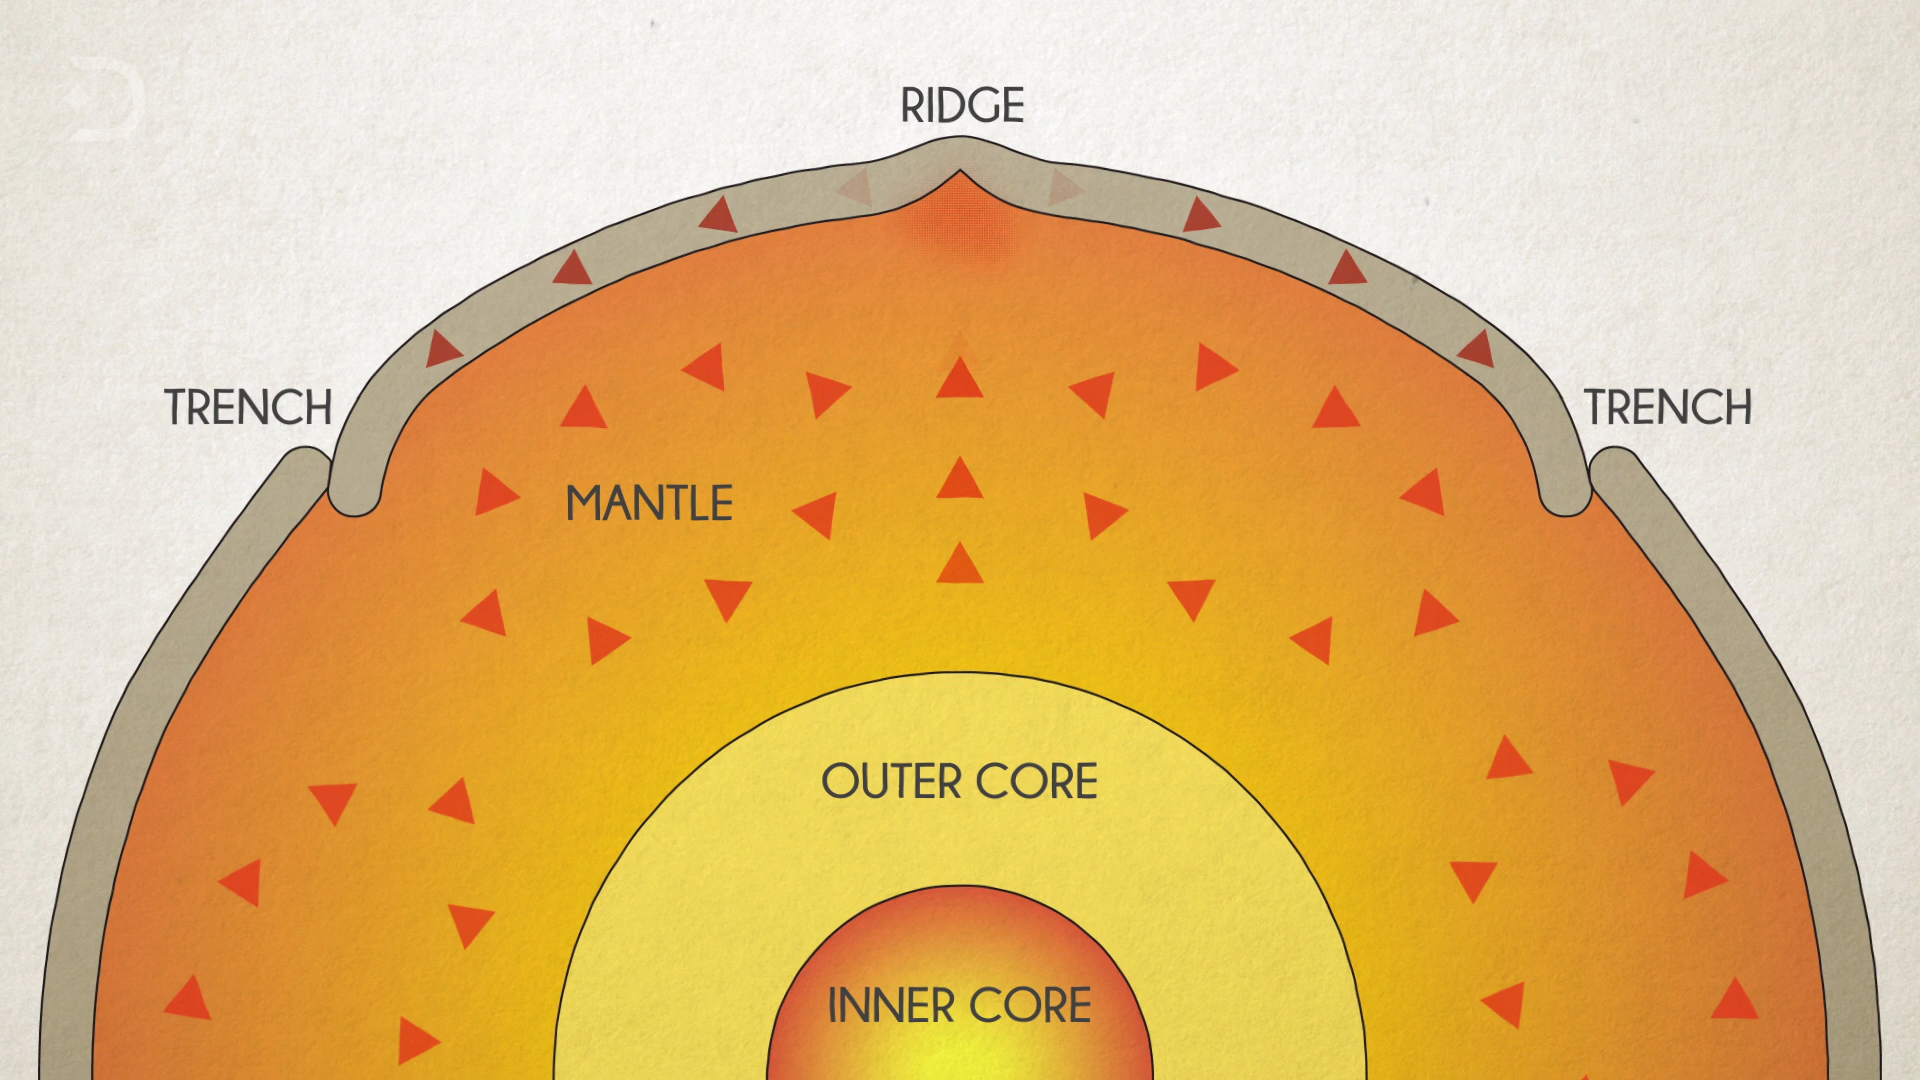 RIDGE
TRENCH
TRENCH
MANTLE
OUTER CORE
INNER CORE